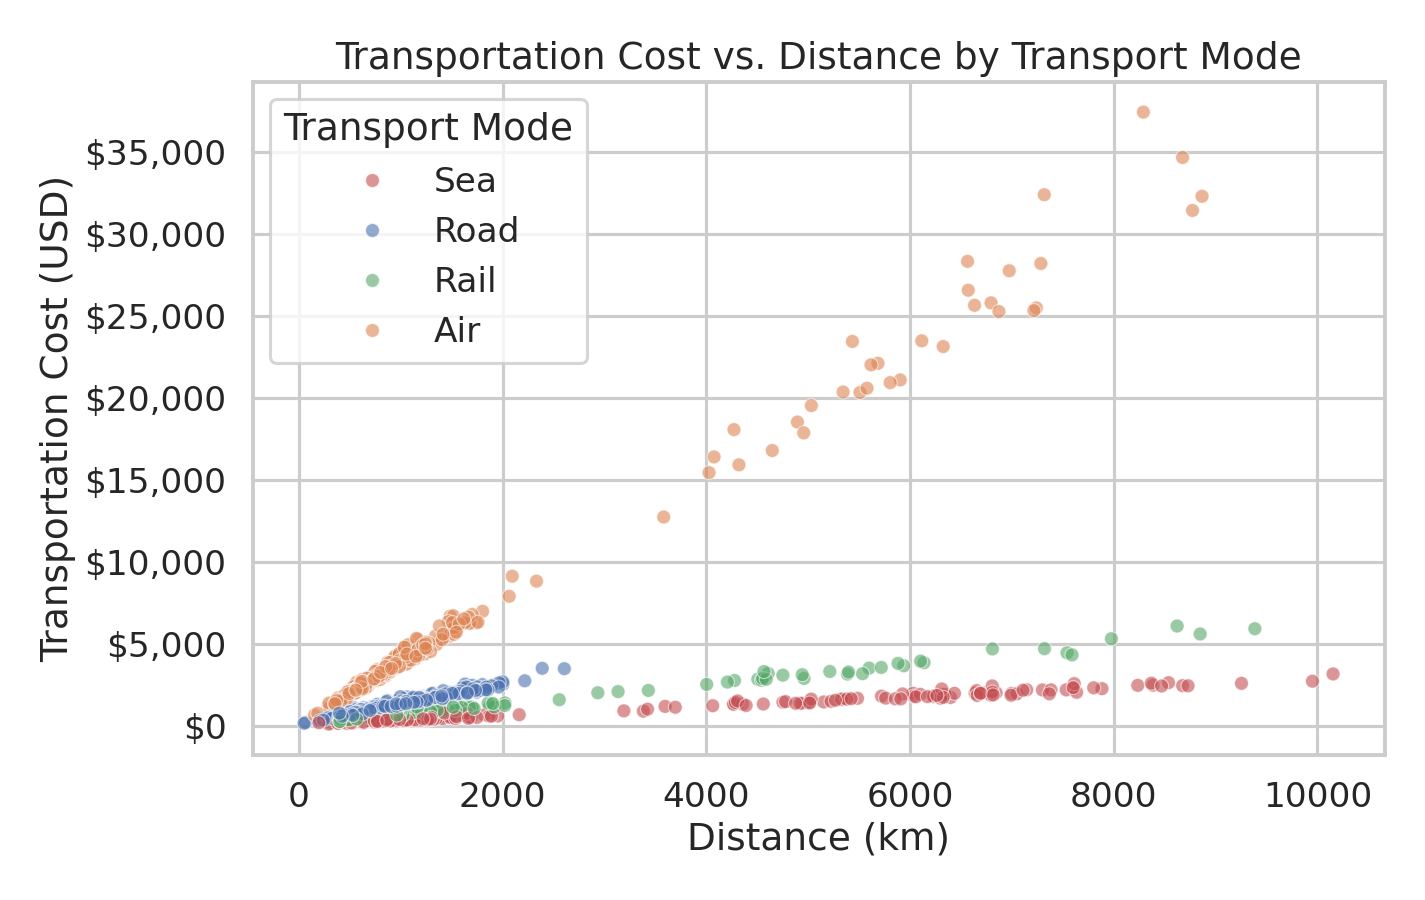 Transportation Cost vs. Distance by Transport Mode
Transport Mode
Sea
Road
Rail
Air
Transportation Cost (USD)
$35,000
$30,000
$25,000
$20,000
$15,000
$10,000
$5,000
$0
0 2000 4000 6000 8000 10000
Distance (km)